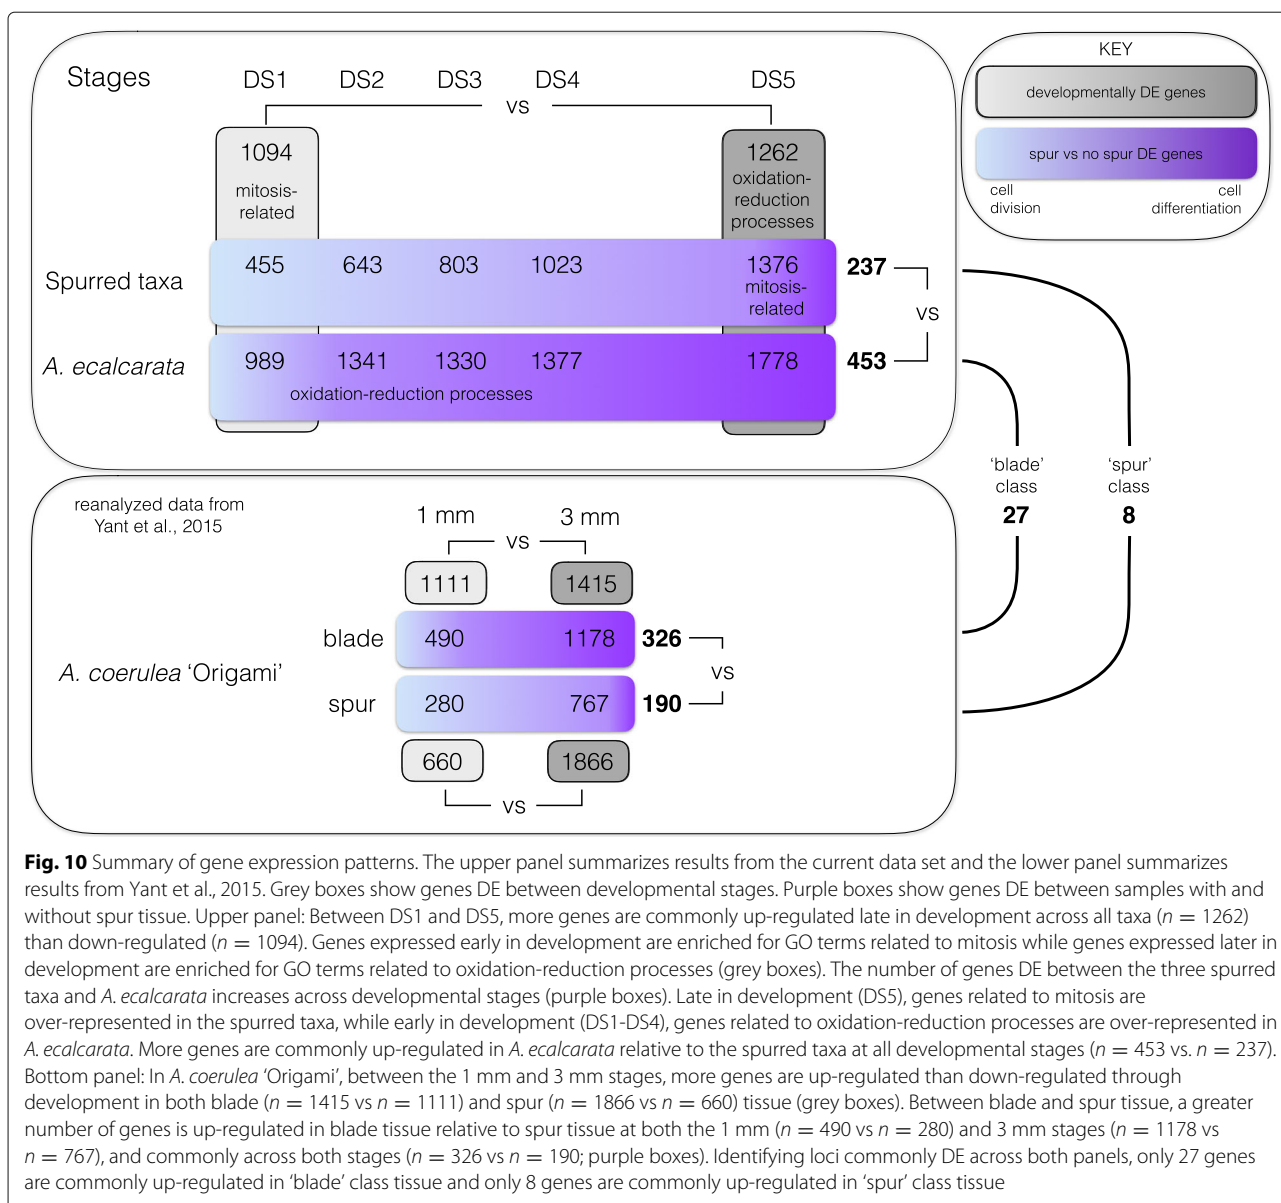 Stages DS1 DS2 DS3 DS4 DS5
vs
1094
mitosis-
related
1262
oxidation-
reduction
processes
Spurred taxa 455 643 803 1023 1376 237
mitosis-
related
vs
A. ecalcarata 989 1341 1330 1377 1778 453
oxidation-reduction processes
KEY
developmentally DE genes
spur vs no spur DE genes
cell
division
cell
differentiation
'blade'
class
27
'spur'
class
8
reanalyzed data from
Yant et al., 2015
1 mm 3 mm
vs
1111 1415
blade 490 1178 326
A. coerulea 'Origami'
vs
spur 280 767 190
660 1866
vs
Fig. 10 Summary of gene expression patterns. The upper panel summarizes results from the current data set and the lower panel summarizes
results from Yant et al., 2015. Grey boxes show genes DE between developmental stages. Purple boxes show genes DE between samples with and
without spur tissue. Upper panel: Between DS1 and DS5, more genes are commonly up-regulated late in development across all taxa (n = 1262)
than down-regulated (n = 1094). Genes expressed early in development are enriched for GO terms related to mitosis while genes expressed later in
development are enriched for GO terms related to oxidation-reduction processes (grey boxes). The number of genes DE between the three spurred
taxa and A. ecalcarata increases across developmental stages (purple boxes). Late in development (DS5), genes related to mitosis are
over-represented in the spurred taxa, while early in development (DS1-DS4), genes related to oxidation-reduction processes are over-represented in
A. ecalcarata. More genes are commonly up-regulated in A. ecalcarata relative to the spurred taxa at all developmental stages (n = 453 vs. n = 237).
Bottom panel: In A. coerulea 'Origami', between the 1 mm and 3 mm stages, more genes are up-regulated than down-regulated through
development in both blade (n = 1415 vs n = 1111) and spur (n = 1866 vs n = 660) tissue (grey boxes). Between blade and spur tissue, a greater
number of genes is up-regulated in blade tissue relative to spur tissue at both the 1 mm (n = 490 vs n = 280) and 3 mm stages (n = 1178 vs
n = 767), and commonly across both stages (n = 326 vs n = 190; purple boxes). Identifying loci commonly DE across both panels, only 27 genes
are commonly up-regulated in 'blade' class tissue and only 8 genes are commonly up-regulated in 'spur' class tissue